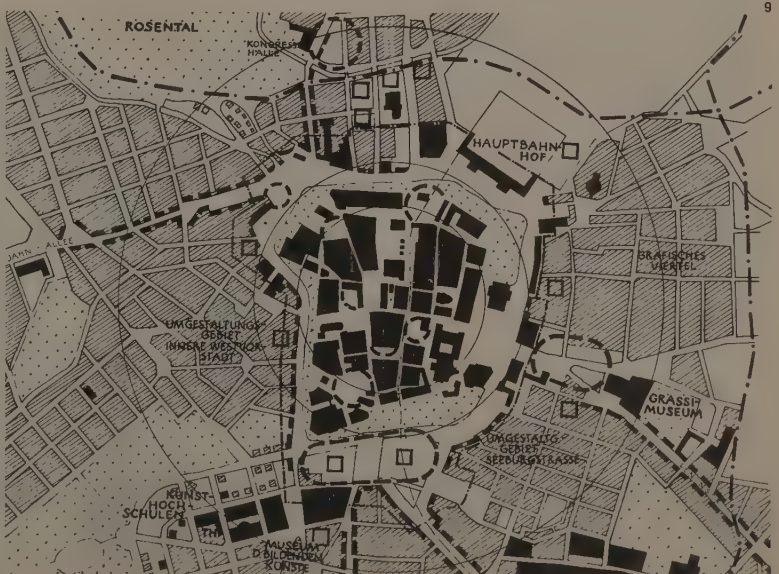 9
ROSENTAL
KONGRESS
HALLE
HAUPTBAHN-
HOF
JAHN ALLEE
GRAFISCHES
VIERTEL
UMGESTALTUNGS-
GEBIET
INNERE WESTVOR-
STADT
GRASSI-
MUSEUM
UMGESTALTG.
GEBIET
SEEBURGSTRASSE
KUNST-
HOCH-
SCHULEN
TH
MUSEUM
D. BILDENDEN
KÜNSTE